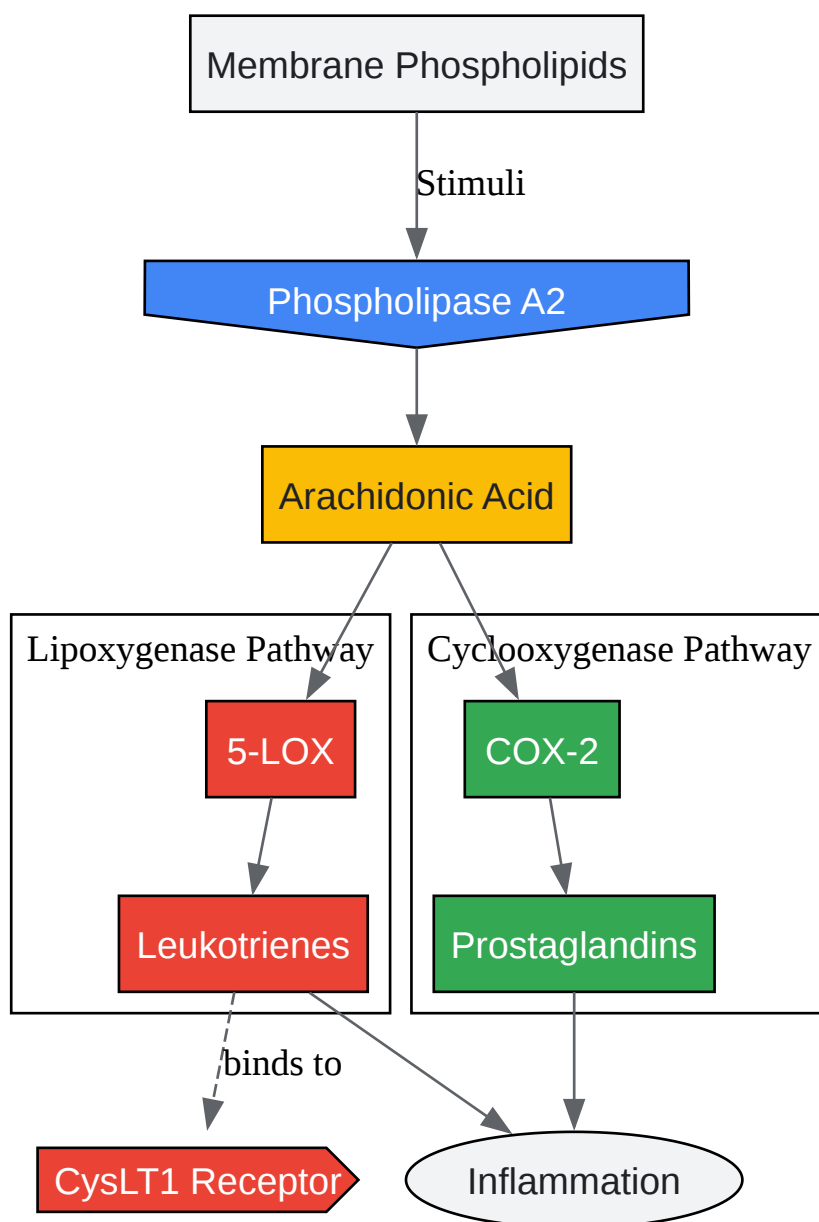 Membrane Phospholipids
Stimuli
Phospholipase A2
Arachidonic Acid
Lipoxygenase Pathway
Cyclooxygenase Pathway
5-LOX
COX-2
Leukotrienes
Prostaglandins
binds to
CysLT1 Receptor
Inflammation